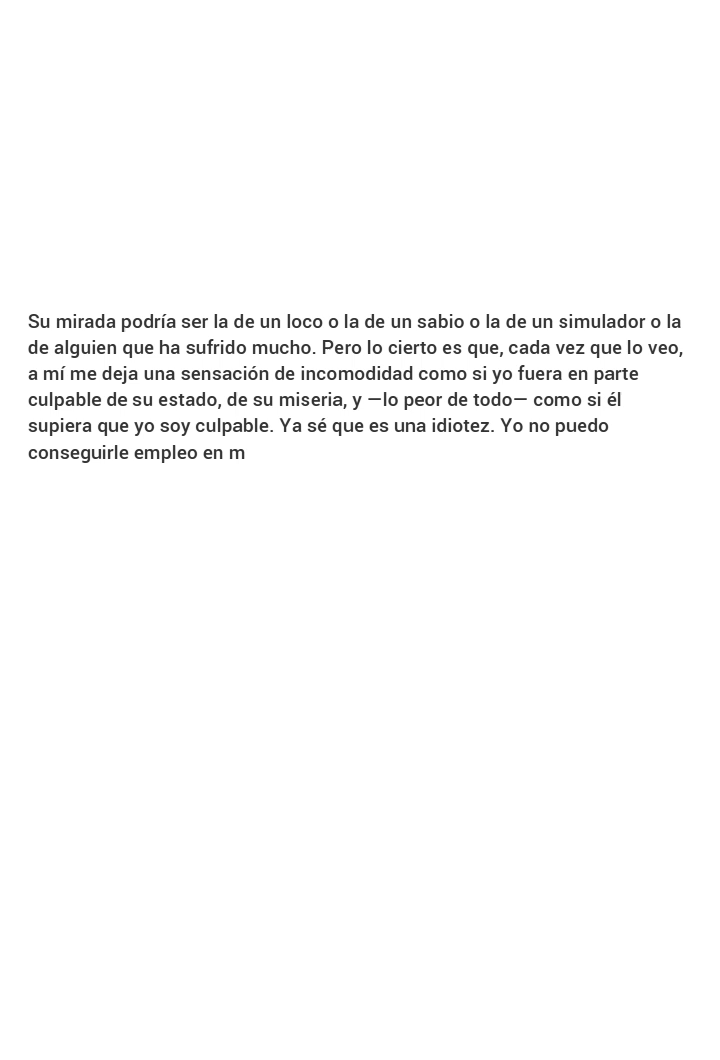 Su mirada podría ser la de un loco o la de un sabio o la de un simulador o la
de alguien que ha sufrido mucho. Pero lo cierto es que, cada vez que lo veo,
a mí me deja una sensación de incomodidad como si yo fuera en parte
culpable de su estado, de su miseria, y —lo peor de todo— como si él
supiera que yo soy culpable. Ya sé que es una idiotez. Yo no puedo
conseguirle empleo en m